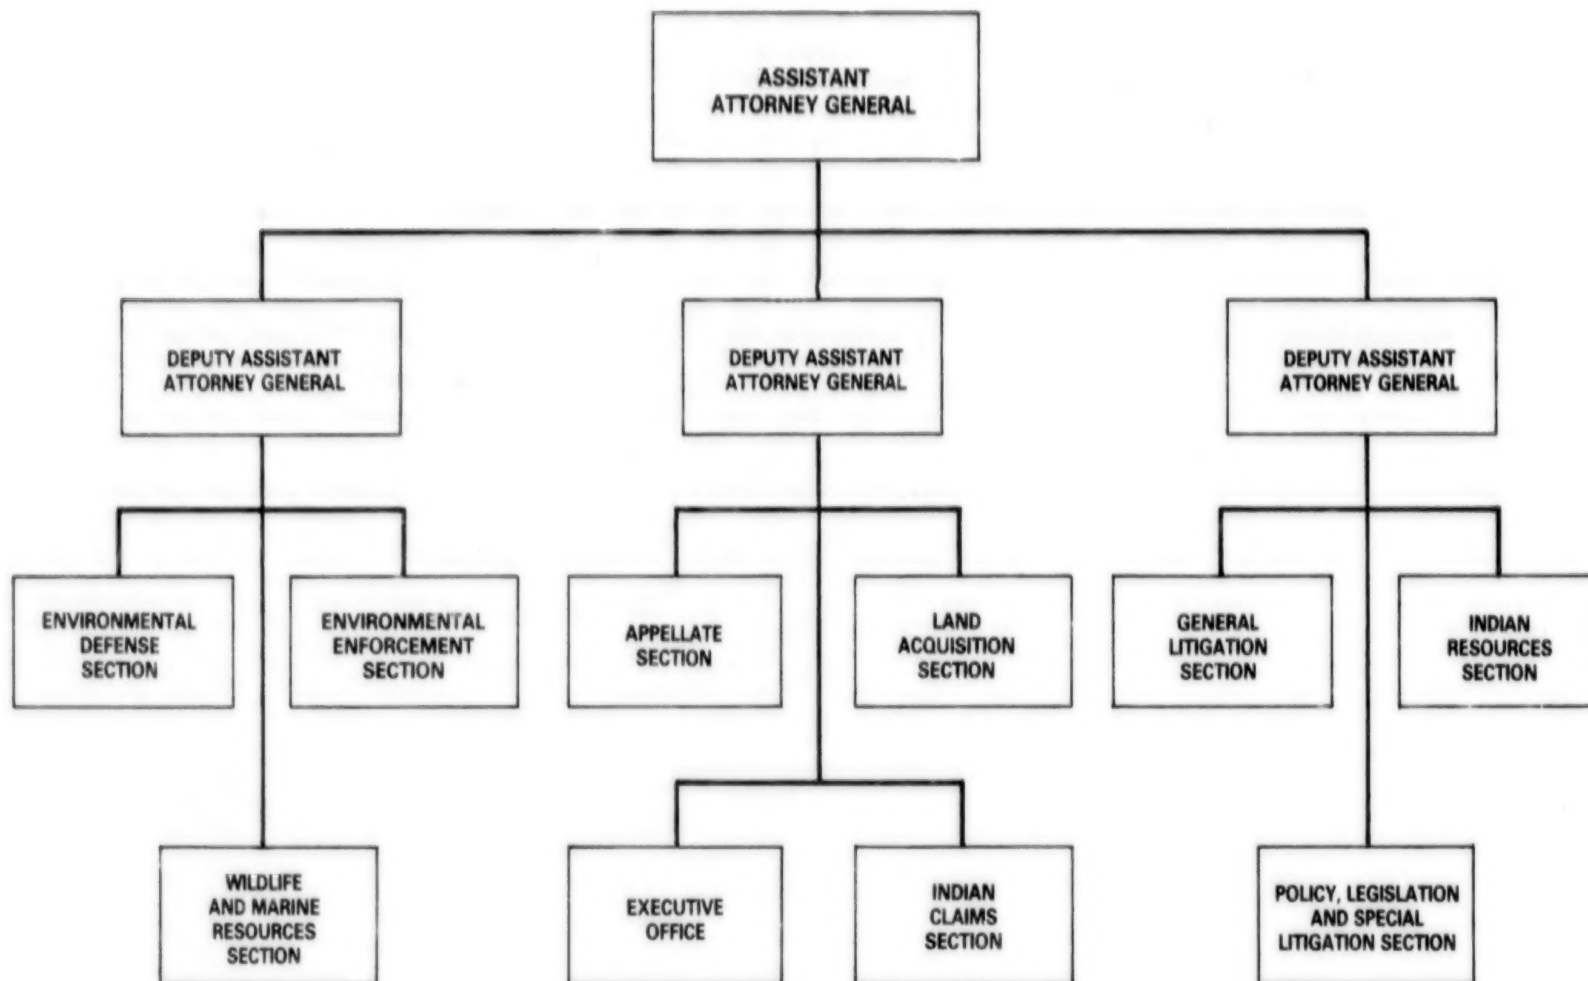 ASSISTANT
ATTORNEY GENERAL
DEPUTY ASSISTANT
ATTORNEY GENERAL
DEPUTY ASSISTANT
ATTORNEY GENERAL
DEPUTY ASSISTANT
ATTORNEY GENERAL
ENVIRONMENTAL
DEFENSE
SECTION
ENVIRONMENTAL
ENFORCEMENT
SECTION
APPELLATE
SECTION
LAND
ACQUISITION
SECTION
GENERAL
LITIGATION
SECTION
INDIAN
RESOURCES
SECTION
WILDLIFE
AND MARINE
RESOURCES
SECTION
EXECUTIVE
OFFICE
INDIAN
CLAIMS
SECTION
POLICY, LEGISLATION
AND SPECIAL
LITIGATION SECTION